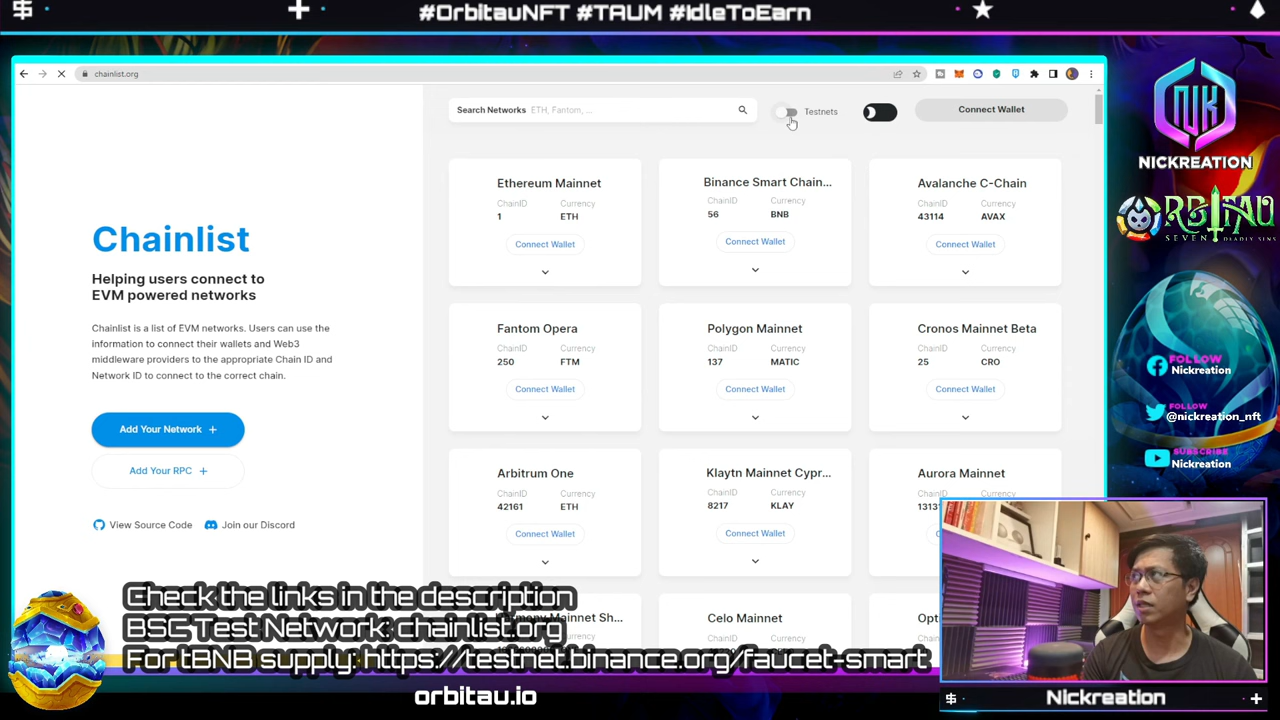 #OrbitauNFT #TAUM #IdleToEarn
chainlist.org
Search Networks ETH, Fantom, ...
Testnets
Connect Wallet
NICKREATION
ORBITAU
SEVEN DEADLY SINS
Chainlist
Helping users connect to
EVM powered networks
Chainlist is a list of EVM networks. Users can use the
information to connect their wallets and Web3
middleware providers to the appropriate Chain ID and
Network ID to connect to the correct chain.
Add Your Network +
Add Your RPC +
View Source Code
Join our Discord
Ethereum Mainnet
ChainID Currency
1 ETH
Connect Wallet
Binance Smart Chain...
ChainID Currency
56 BNB
Connect Wallet
Avalanche C-Chain
ChainID Currency
43114 AVAX
Connect Wallet
Fantom Opera
ChainID Currency
250 FTM
Connect Wallet
Polygon Mainnet
ChainID Currency
137 MATIC
Connect Wallet
Cronos Mainnet Beta
ChainID Currency
25 CRO
Connect Wallet
Arbitrum One
ChainID Currency
42161 ETH
Connect Wallet
Klaytn Mainnet Cypr...
ChainID Currency
8217 KLAY
Connect Wallet
Aurora Mainnet
ChainID Currency
Celo Mainnet
FOLLOW
Nickreation
FOLLOW
@nickreation_nft
SUBSCRIBE
Nickreation
Check the links in the description
BSC Test Network: chainlist.org
For tBNB supply: https://testnet.binance.org/faucet-smart
orbitau.io
Nickreation